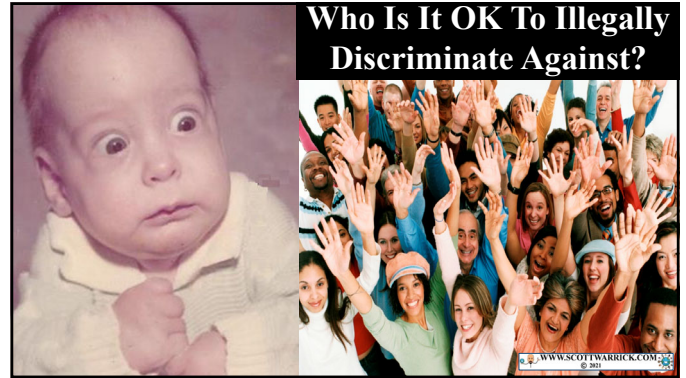 Who Is It OK To Illegally
Discriminate Against?
WWW.SCOTTWARRICK.COM
© 2021